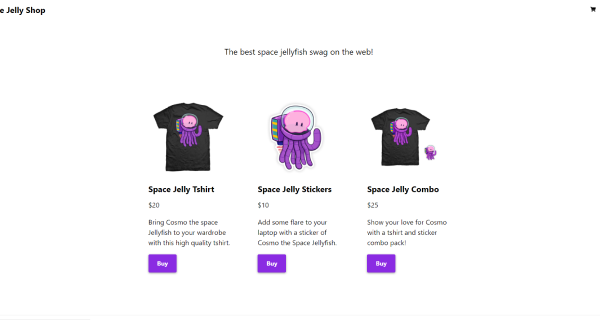 e Jelly Shop
The best space jellyfish swag on the web!
Space Jelly Tshirt
$20
Bring Cosmo the space
Jellyfish to your wardrobe
with this high quality tshirt.
Buy
Space Jelly Stickers
$10
Add some flare to your
laptop with a sticker of
Cosmo the Space Jellyfish.
Buy
Space Jelly Combo
$25
Show your love for Cosmo
with a tshirt and sticker
combo pack!
Buy